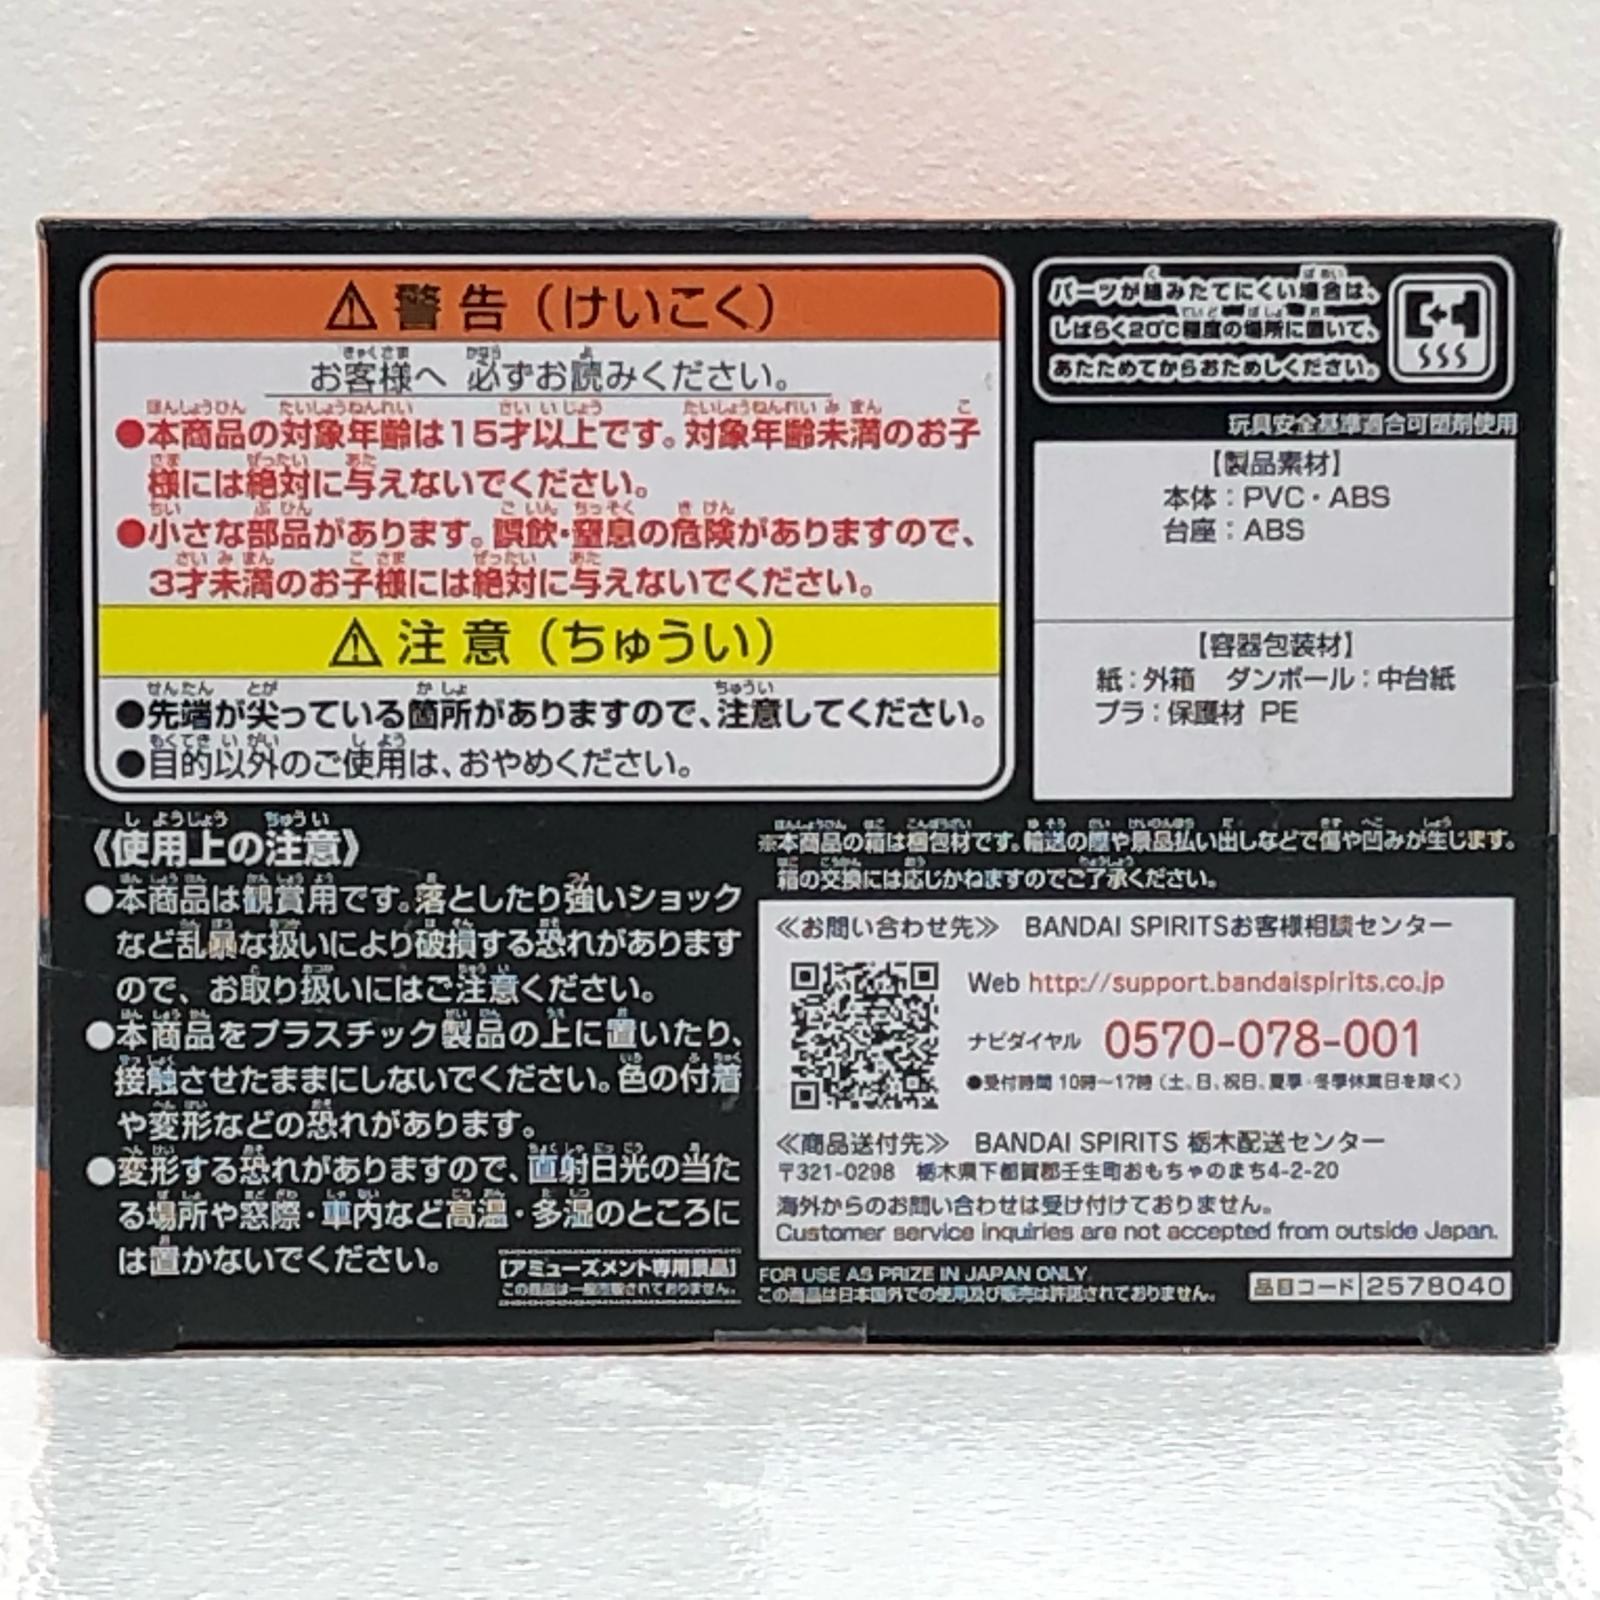 ⚠警告（けいこく）
お客様へ 必ずお読みください。
●本商品の対象年齢は15才以上です。対象年齢未満のお子
様には絶対に与えないでください。
●小さな部品があります。誤飲・窒息の危険がありますので、
3才未満のお子様には絶対に与えないでください。
⚠注意（ちゅうい）
●先端が尖っている箇所がありますので、注意してください。
●目的以外のご使用は、おやめください。
パーツが組みたてにくい場合は、
しばらく20℃程度の場所に置いて、
あたためてからおためしください。
玩具安全基準適合可塑剤使用
【製品素材】
本体：PVC・ABS
台座：ABS
【容器包装材】
紙：外箱 ダンボール：中台紙
プラ：保護材 PE
《使用上の注意》
●本商品は観賞用です。落としたり強いショック
など乱暴な扱いにより破損する恐れがあります
ので、お取り扱いにはご注意ください。
●本商品をプラスチック製品の上に置いたり、
接触させたままにしないでください。色の付着
や変形などの恐れがあります。
●変形する恐れがありますので、直射日光の当た
る場所や窓際・車内など高温・多湿のところに
は置かないでください。
[アミューズメント専用景品]
この商品は一般市販されておりません。
※本商品の箱は梱包材です。輸送の際や景品払い出しなどで傷や凹みが生じます。
箱の交換には応じかねますのでご了承ください。
≪お問い合わせ先≫ BANDAI SPIRITSお客様相談センター
Web http://support.bandaispirits.co.jp
ナビダイヤル 0570-078-001
●受付時間 10時～17時（土、日、祝日、夏季・冬季休業日を除く）
≪商品送付先≫ BANDAI SPIRITS 栃木配送センター
〒321-0298 栃木県下都賀郡壬生町おもちゃのまち4-2-20
海外からのお問い合わせは受け付けておりません。
Customer service inquiries are not accepted from outside Japan.
FOR USE AS PRIZE IN JAPAN ONLY.
この商品は日本国外での使用及び販売は許諾されておりません。
品目コード 2578040